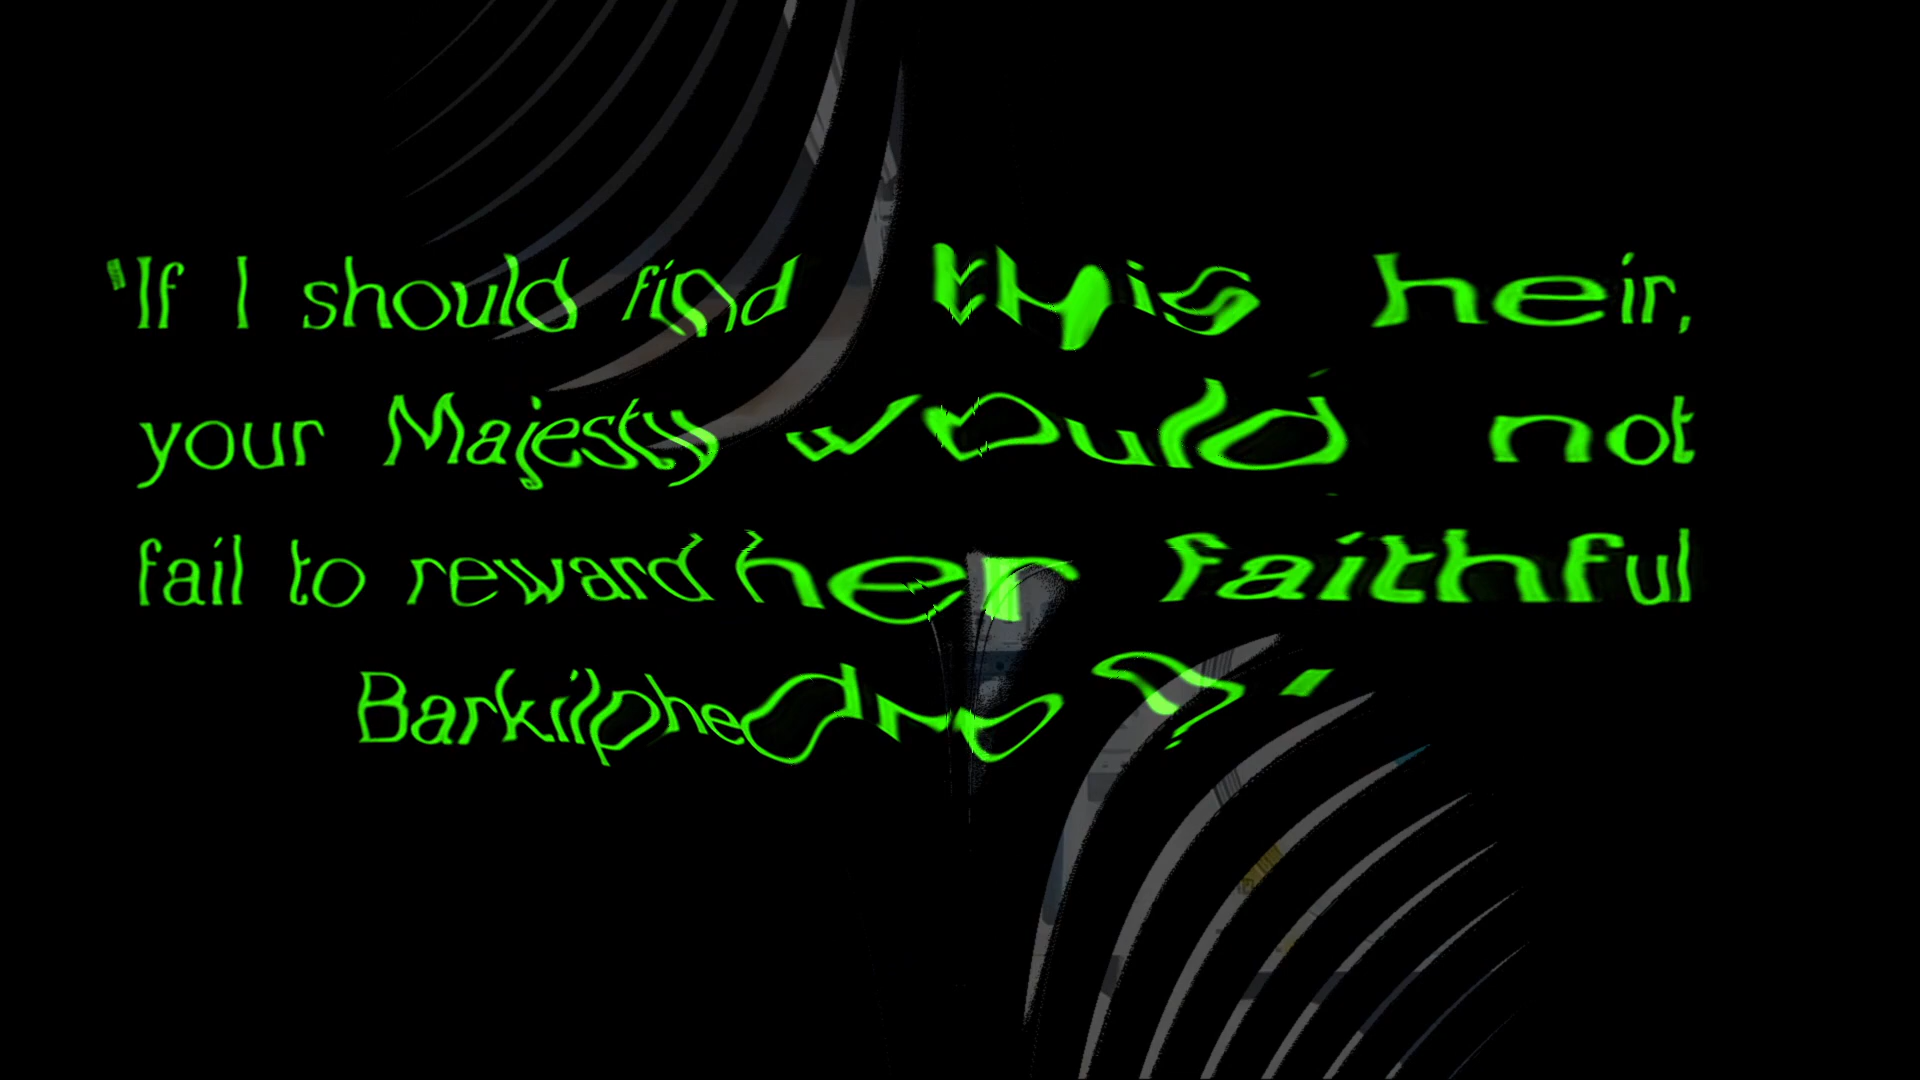 "If I should find this heir,
your Majesty would not
fail to reward her faithful
Barkilphedro?"